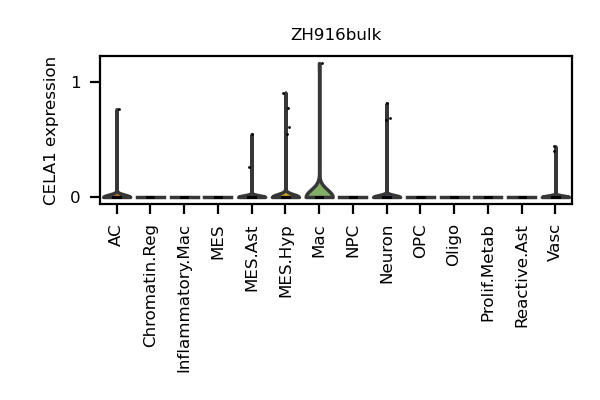 ZH916bulk
CELA1 expression
1
0
AC
Chromatin.Reg
Inflammatory.Mac
MES
MES.Ast
MES.Hyp
Mac
NPC
Neuron
OPC
Oligo
Prolif.Metab
Reactive.Ast
Vasc